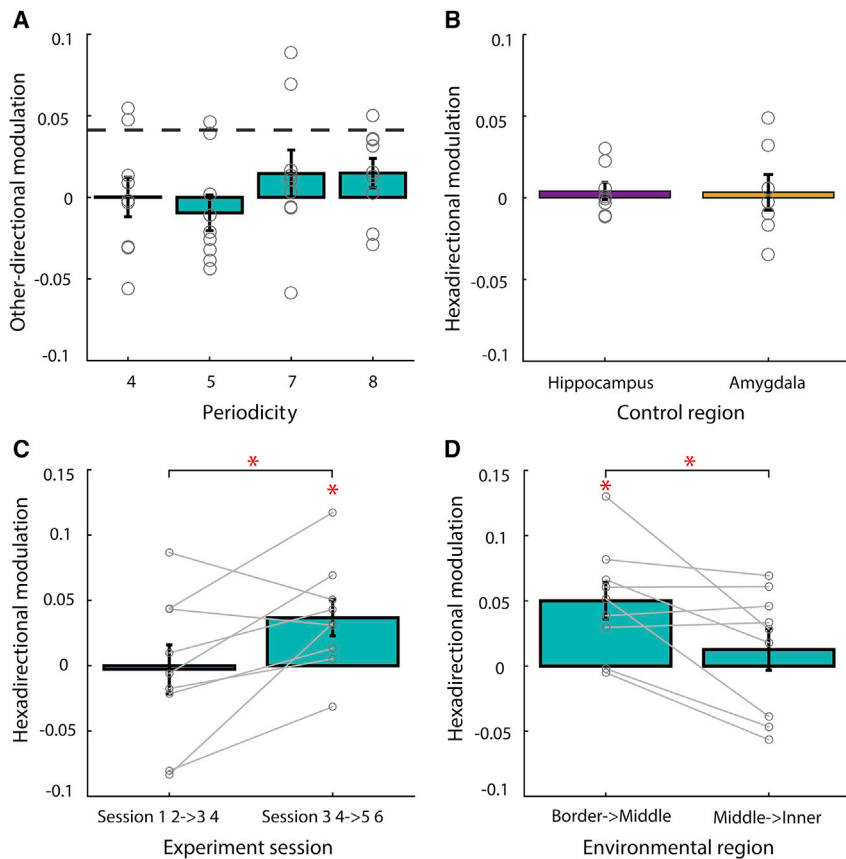 A
0.1
0.05
0
-0.05
-0.1
Other-directional modulation
4 5 7 8
Periodicity
B
0.1
0.05
0
-0.05
-0.1
Hexadirectional modulation
Hippocampus Amygdala
Control region
C
0.15
0.1
0.05
0
-0.05
-0.1
Hexadirectional modulation
*
*
Session 1 2->3 4 Session 3 4->5 6
Experiment session
D
0.15
0.1
0.05
0
-0.05
-0.1
Hexadirectional modulation
*
*
Border->Middle Middle->Inner
Environmental region